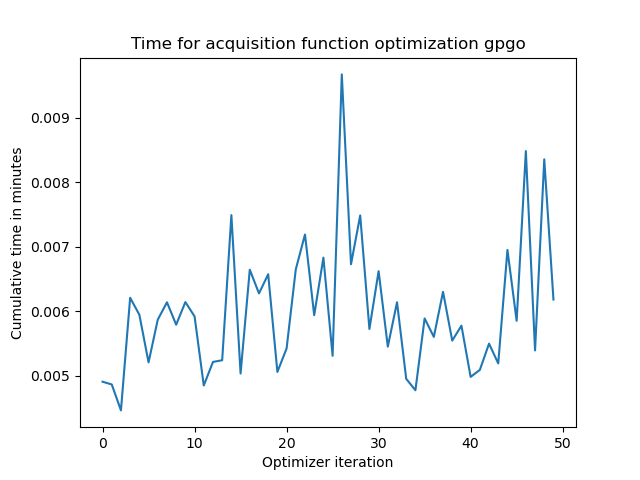 Time for acquisition function optimization gpgo
Cumulative time in minutes
0.009
0.008
0.007
0.006
0.005
0 10 20 30 40 50
Optimizer iteration